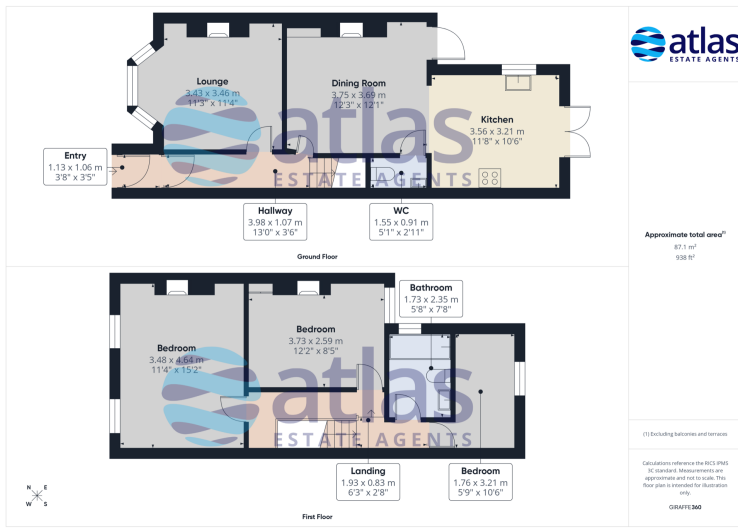 Lounge
3.43 x 3.46 m
11'3" x 11'4"
Dining Room
3.75 x 3.69 m
12'3" x 12'1"
Kitchen
3.56 x 3.21 m
11'8" x 10'6"
Entry
1.13 x 1.06 m
3'8" x 3'5"
Hallway
3.98 x 1.07 m
13'0" x 3'6"
WC
1.55 x 0.91 m
5'1" x 2'11"
atlas
ESTATE AGENTS
Ground Floor
Bathroom
1.73 x 2.35 m
5'8" x 7'8"
Bedroom
3.48 x 4.64 m
11'4" x 15'2"
Bedroom
3.73 x 2.59 m
12'2" x 8'5"
Landing
1.93 x 0.83 m
6'3" x 2'8"
Bedroom
1.76 x 3.21 m
5'9" x 10'6"
atlas
ESTATE AGENTS
N E
W S
First Floor
atlas
ESTATE AGENTS
Approximate total area(1)
87.1 m²
938 ft²
(1) Excluding balconies and terraces
Calculations reference the RICS IPMS
3C standard. Measurements are
approximate and not to scale. This
floor plan is intended for illustration
only.
GIRAFFE360